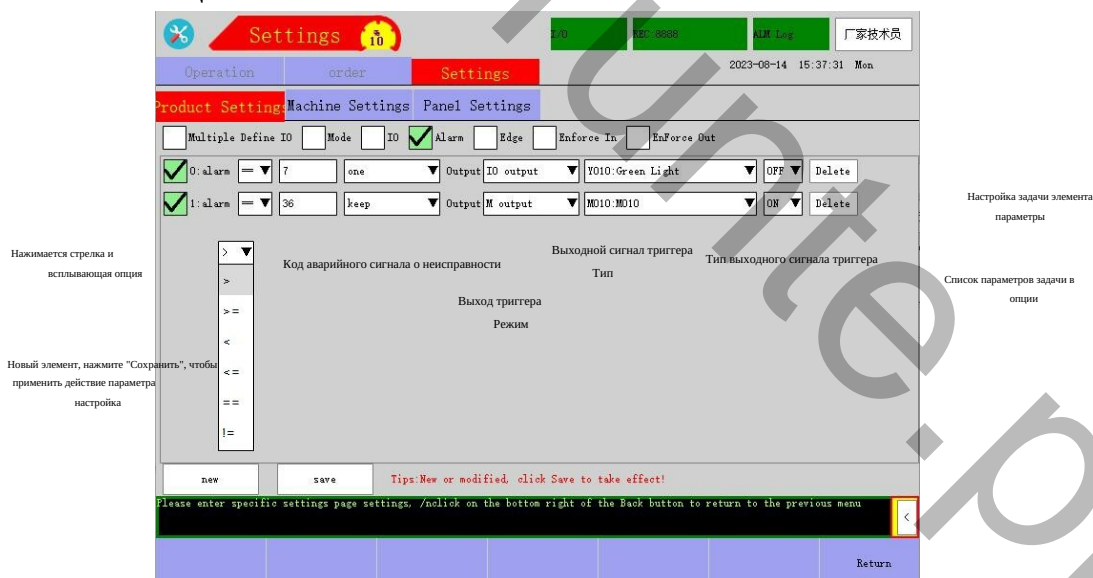 Settings
10
I/0
REC:8888
ALM Log
厂家技术员
Operation
order
Settings
2023-08-14 15:37:31 Mon
Product Setting
Machine Settings
Panel Settings
Multiple Define IO
Mode
IO
Alarm
Edge
Enforce In
EnForce Out
0:alarm
=
7
one
Output
IO output
Y010:Green Light
OFF
Delete
1:alarm
=
36
keep
Output
M output
M010:M010
ON
Delete
Настройка задачи элемента
параметры
Нажимается стрелка и
всплывающая опция
>
Код аварийного сигнала о неисправности
Выходной сигнал триггера
Тип
Тип выходного сигнала триггера
Список параметров задачи в
опции
Выход триггера
Режим
>
>=
<
<=
==
!=
Новый элемент, нажмите "Сохранить", чтобы
применить действие параметра
настройка
new
save
Tips:New or modified, click Save to take effect!
Please enter specific settings page settings, /nclick on the bottom right of the Back button to return to the previous menu
<
Return
unte.p